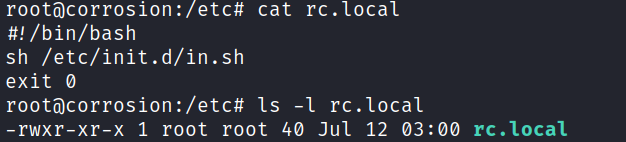 root@corrosion:/etc# cat rc.local
#!/bin/bash
sh /etc/init.d/in.sh
exit 0
root@corrosion:/etc# ls -l rc.local
-rwxr-xr-x 1 root root 40 Jul 12 03:00 rc.local